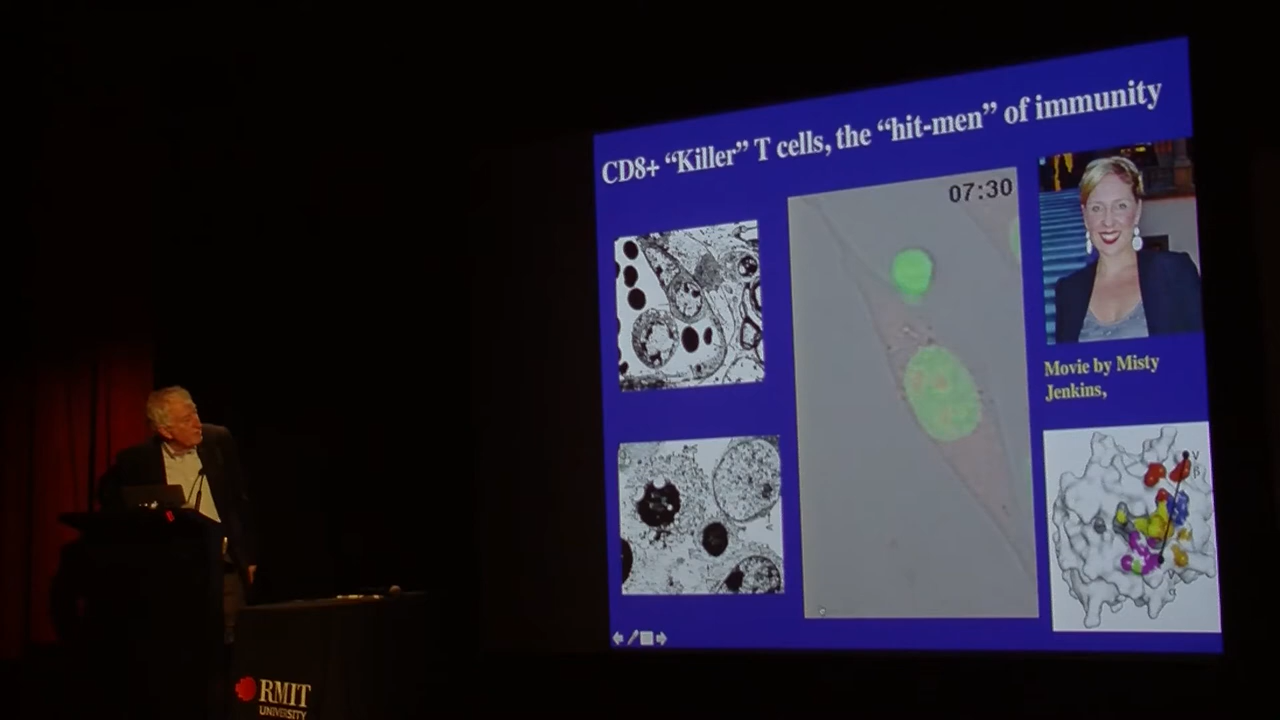 CD8+ “Killer” T cells, the “hit-men” of immunity
07:30
Movie by Misty
Jenkins,
RMIT
UNIVERSITY